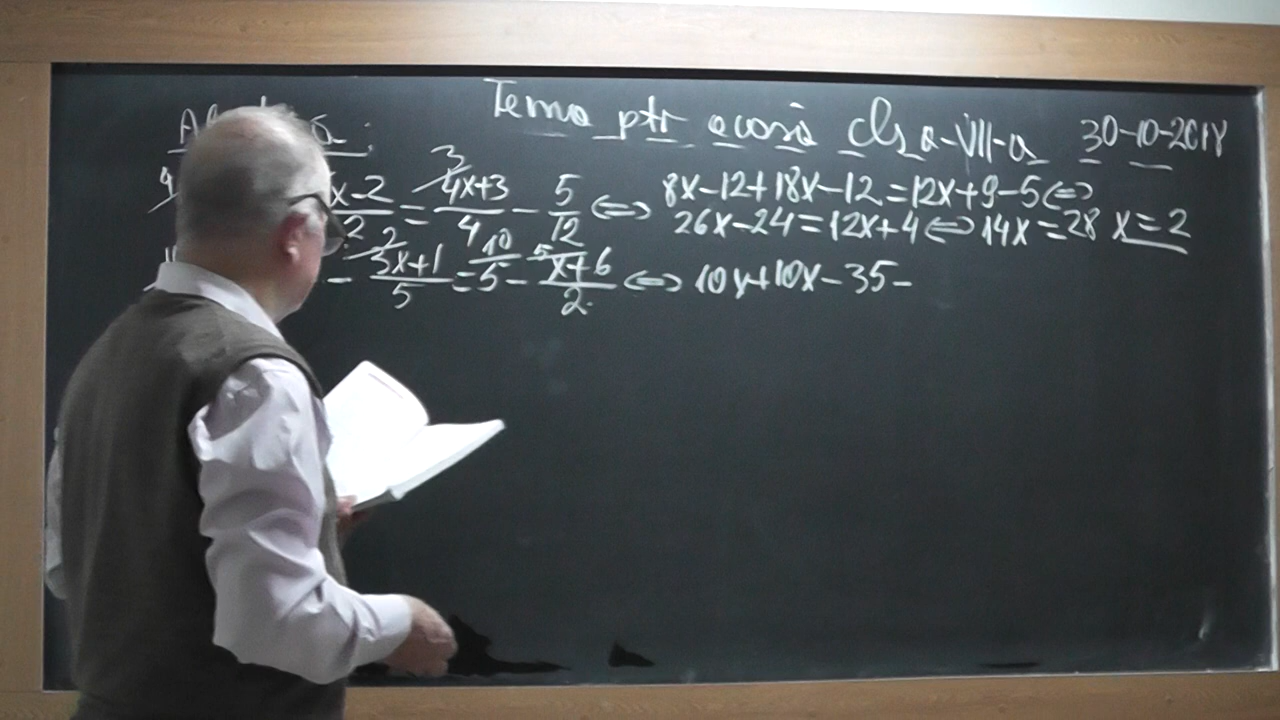 Tema ptr acasă cls a-VII-a 30-10-2018
x-2/2 = 4x+3/4 - 5/12 <=> 8x-12+18x-12=12x+9-5 <=>
26x-24=12x+4 <=> 14x=28 x=2
- 3x+1/5 = 5 - x+6/2 <=> 10x+10x-35-